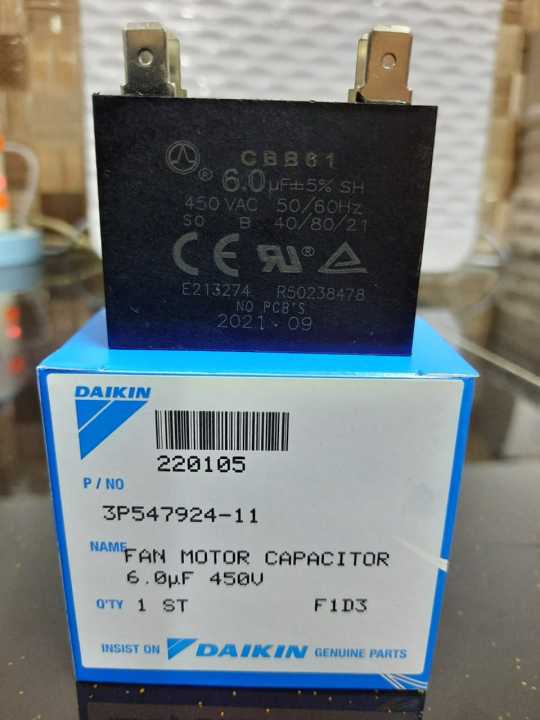 CBB61
® 6.0 µF±5% SH
450 VAC 50/60Hz
S0 B 40/80/21
CE RU® △
E213274 R50238478
NO PCB'S
2021.09
DAIKIN
220105
P/NO
3P547924-11
NAME FAN MOTOR CAPACITOR
6.0µF 450V
Q'TY 1 ST F1D3
INSIST ON DAIKIN GENUINE PARTS